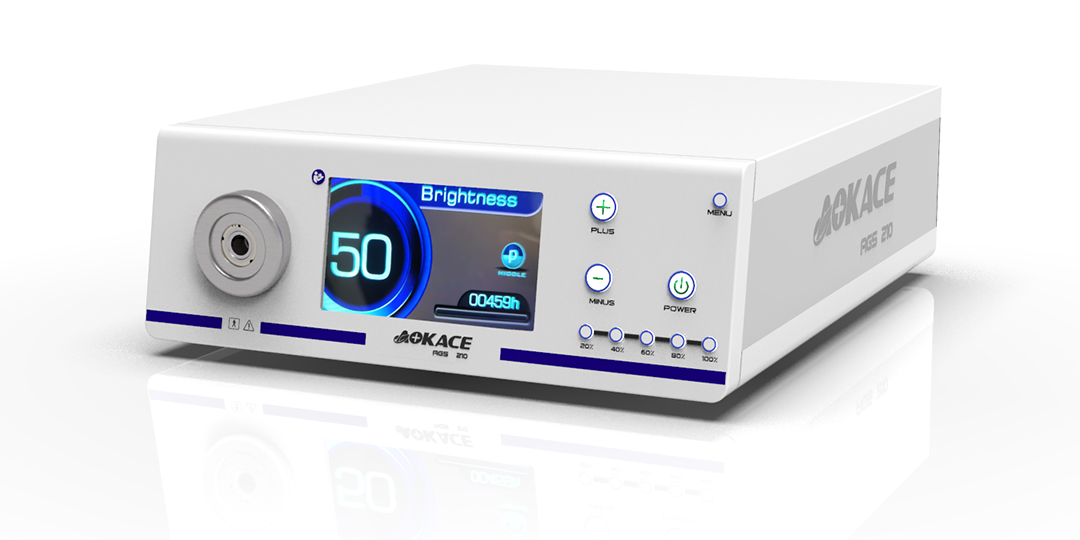 Brightness
50
P
MIDDLE
00459h
PLUS
MINUS
MENU
POWER
20% 40% 60% 80% 100%
AOKACE
AGS 210
AOKACE
AGS 210